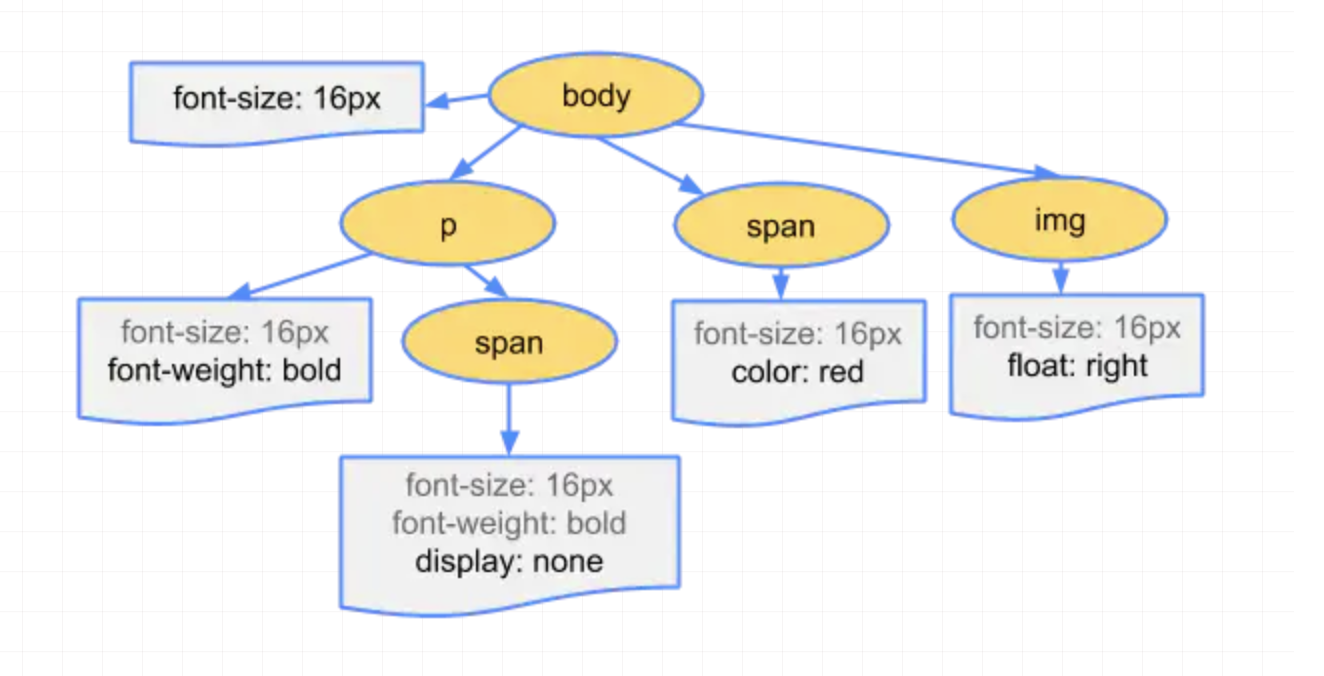 font-size: 16px
body
p
span
img
font-size: 16px
font-weight: bold
span
font-size: 16px
color: red
font-size: 16px
float: right
font-size: 16px
font-weight: bold
display: none